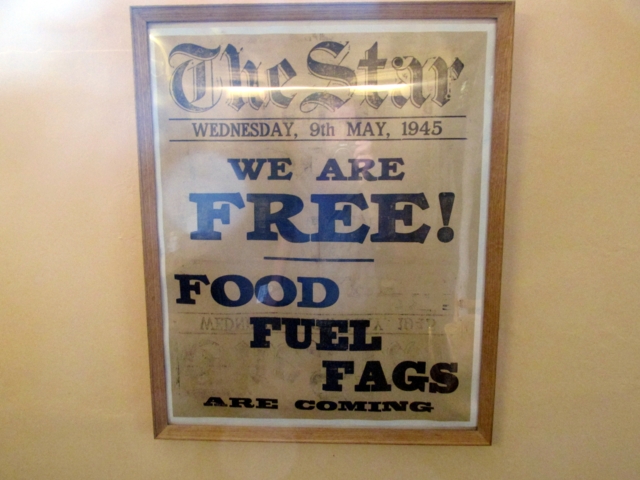 The Star
WEDNESDAY, 9th MAY, 1945
WE ARE
FREE!
FOOD
FUEL
FAGS
ARE COMING